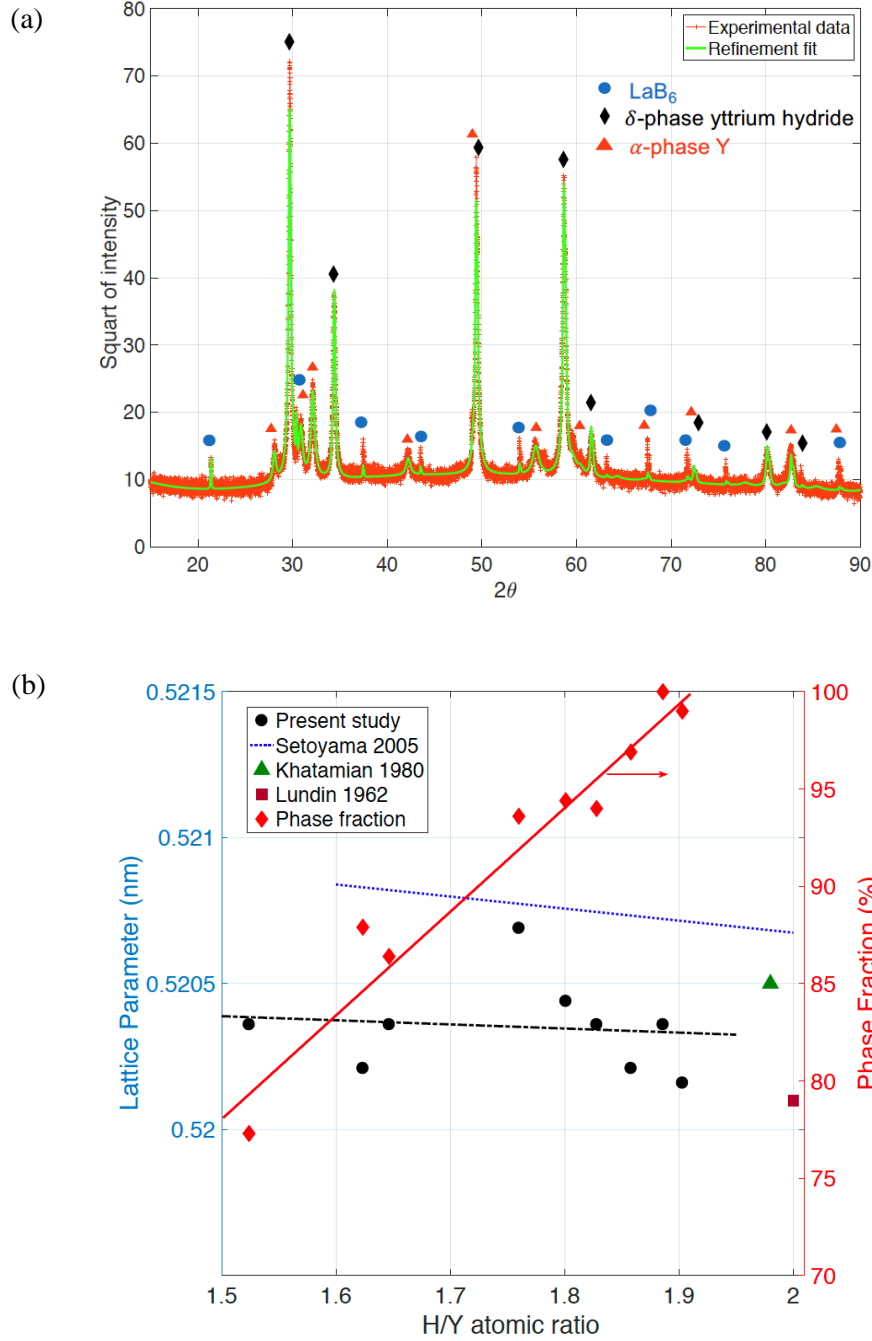 (a)
80
70
60
50
40
30
20
10
0
Squart of intensity
Experimental data
Refinement fit
LaB6
δ-phase yttrium hydride
α-phase Y
20
30
40
50
60
70
80
90
2θ
(b)
0.5215
0.521
0.5205
0.52
Lattice Parameter (nm)
Present study
Setoyama 2005
Khatamian 1980
Lundin 1962
Phase fraction
100
95
90
85
80
75
70
Phase Fraction (%)
1.5
1.6
1.7
1.8
1.9
2
H/Y atomic ratio